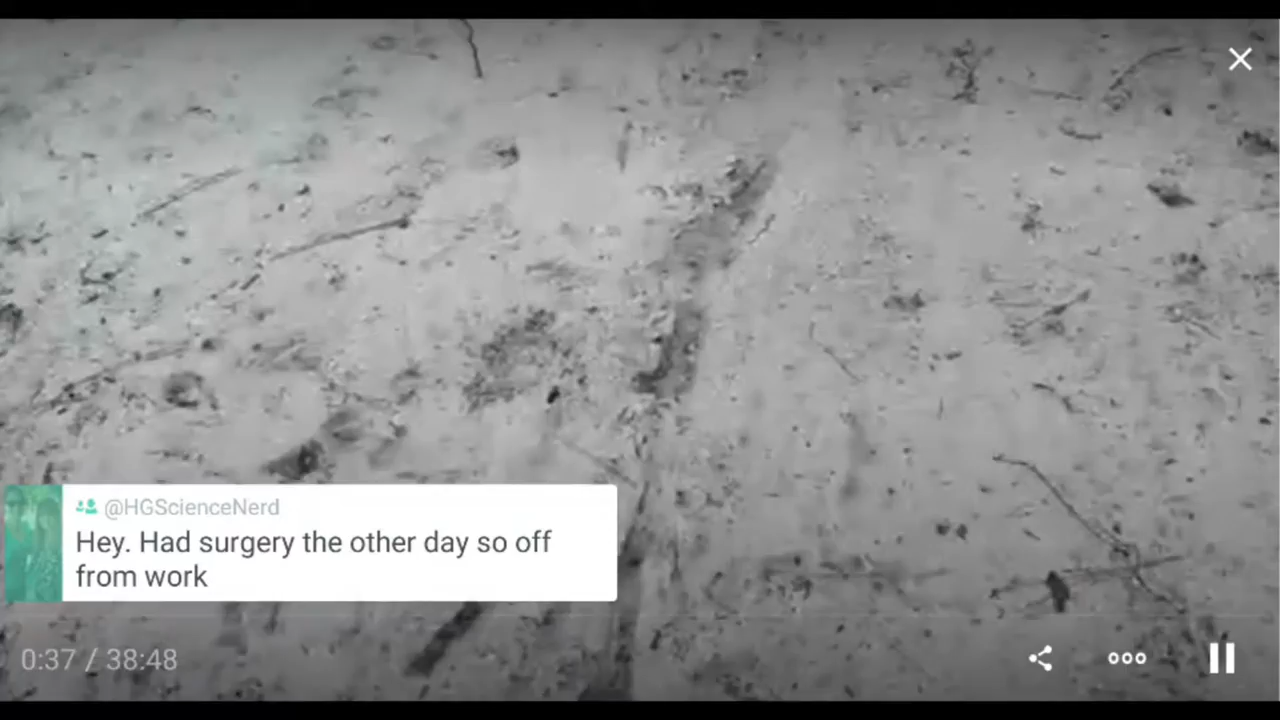 @HGScienceNerd
Hey. Had surgery the other day so off
from work
0:37 / 38:48